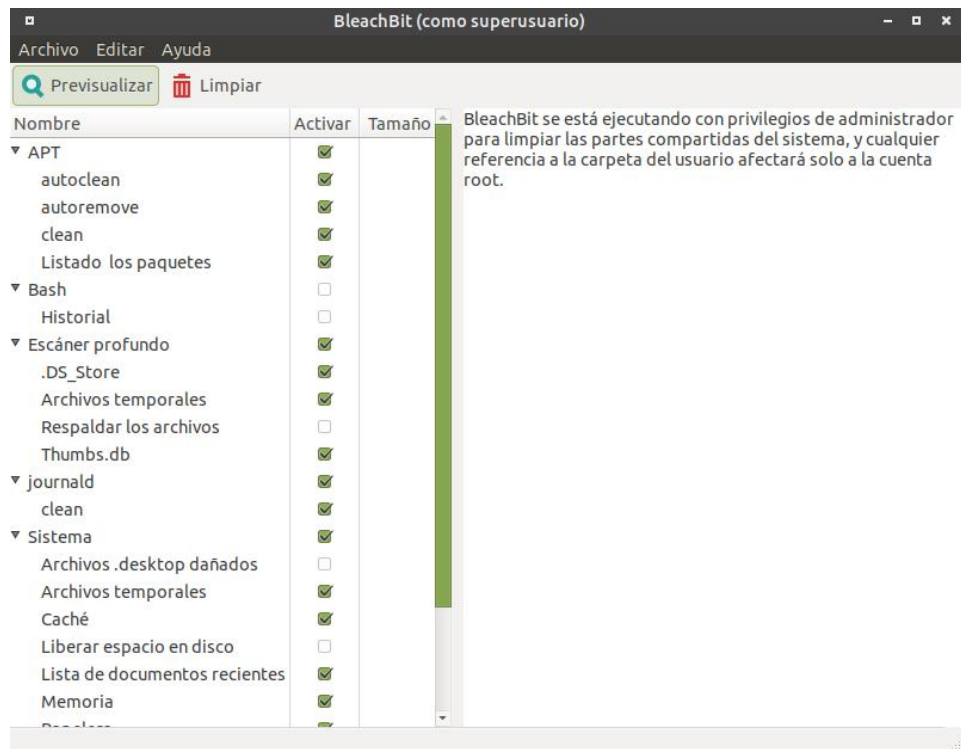 BleachBit (como superusuario)
Archivo Editar Ayuda
Previsualizar Limpiar
Nombre Activar Tamaño
APT
autoclean
autoremove
clean
Listado los paquetes
Bash
Historial
Escáner profundo
.DS_Store
Archivos temporales
Respaldar los archivos
Thumbs.db
journald
clean
Sistema
Archivos .desktop dañados
Archivos temporales
Caché
Liberar espacio en disco
Lista de documentos recientes
Memoria
BleachBit se está ejecutando con privilegios de administrador
para limpiar las partes compartidas del sistema, y cualquier
referencia a la carpeta del usuario afectará solo a la cuenta
root.